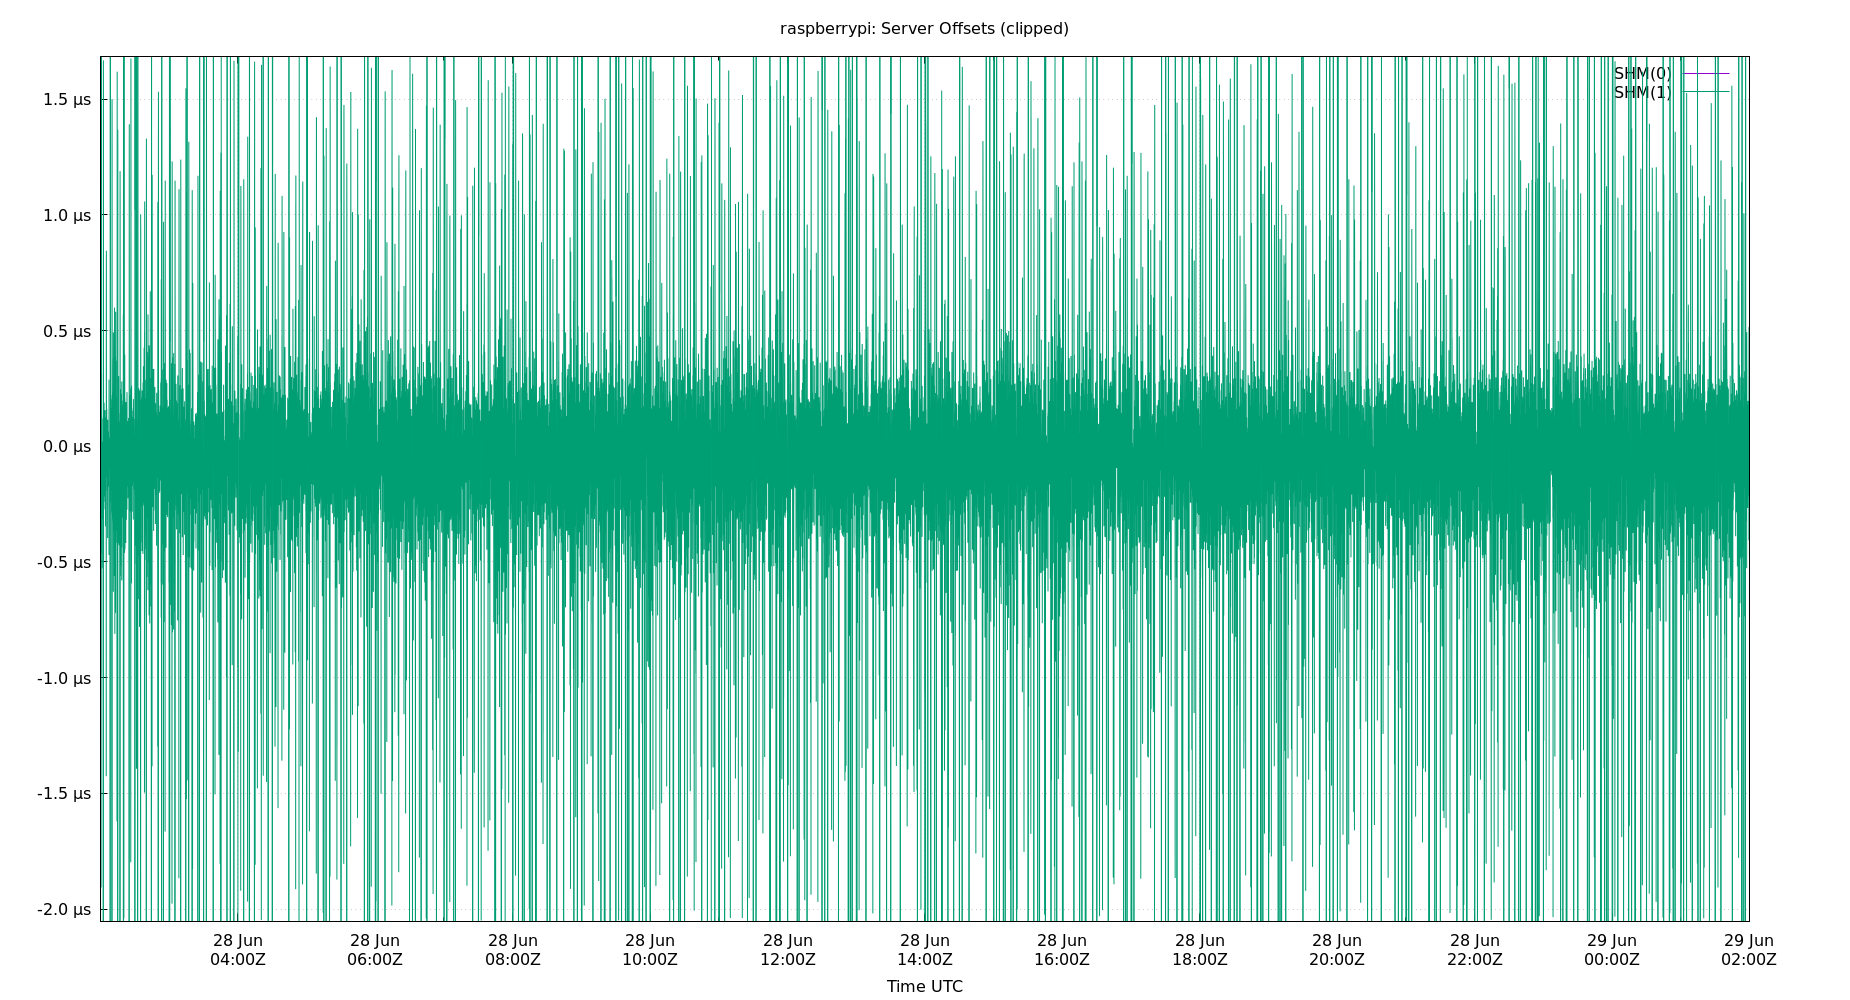 raspberrypi: Server Offsets (clipped)
SHM(0)
SHM(1)
1.5 µs
1.0 µs
0.5 µs
0.0 µs
-0.5 µs
-1.0 µs
-1.5 µs
-2.0 µs
28 Jun 28 Jun 28 Jun 28 Jun 28 Jun 28 Jun 28 Jun 28 Jun 28 Jun 28 Jun 29 Jun 29 Jun
04:00Z 06:00Z 08:00Z 10:00Z 12:00Z 14:00Z 16:00Z 18:00Z 20:00Z 22:00Z 00:00Z 02:00Z
Time UTC